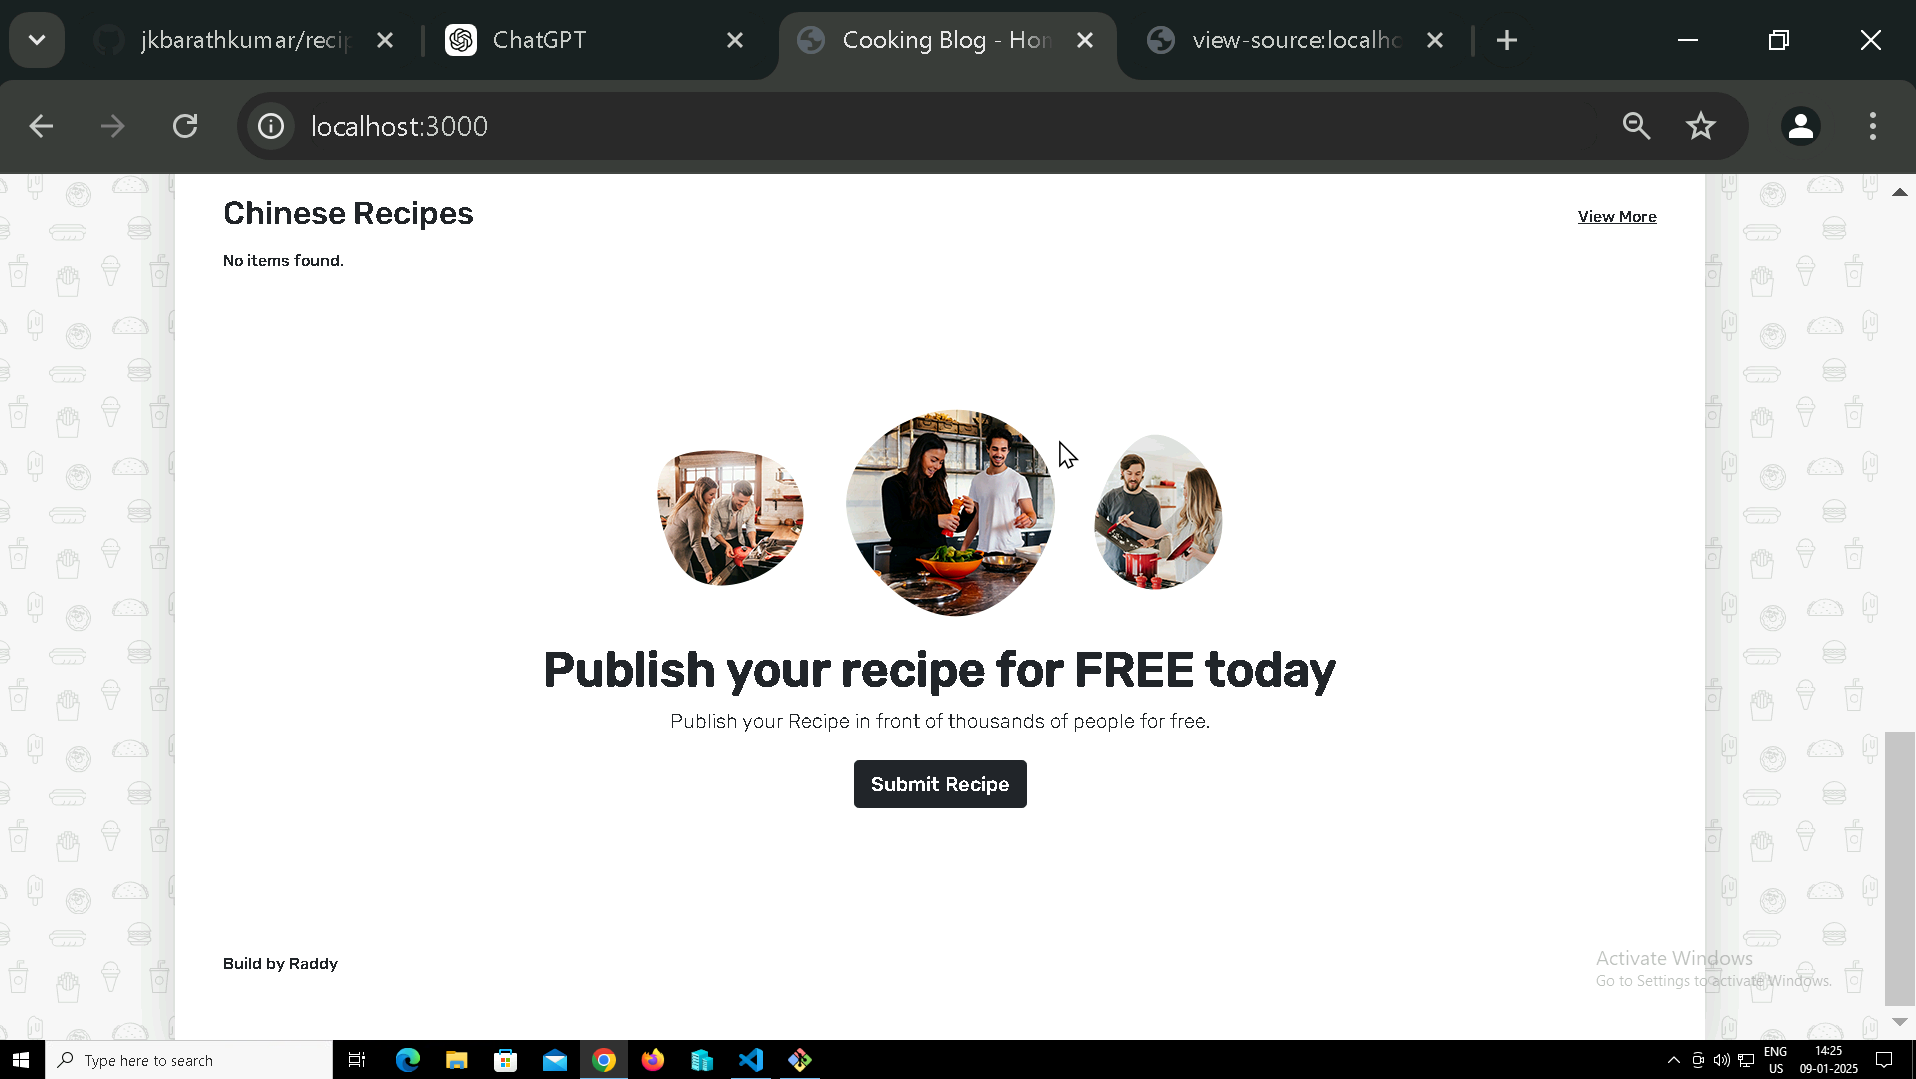 jkbarathkumar/recip
ChatGPT
Cooking Blog - Hon
view-source:localho
localhost:3000
Chinese Recipes
View More
No items found.
Publish your recipe for FREE today
Publish your Recipe in front of thousands of people for free.
Submit Recipe
Build by Raddy
Activate Windows
Go to Settings to activate Windows.
Type here to search
ENG
US
14:25
09-01-2025